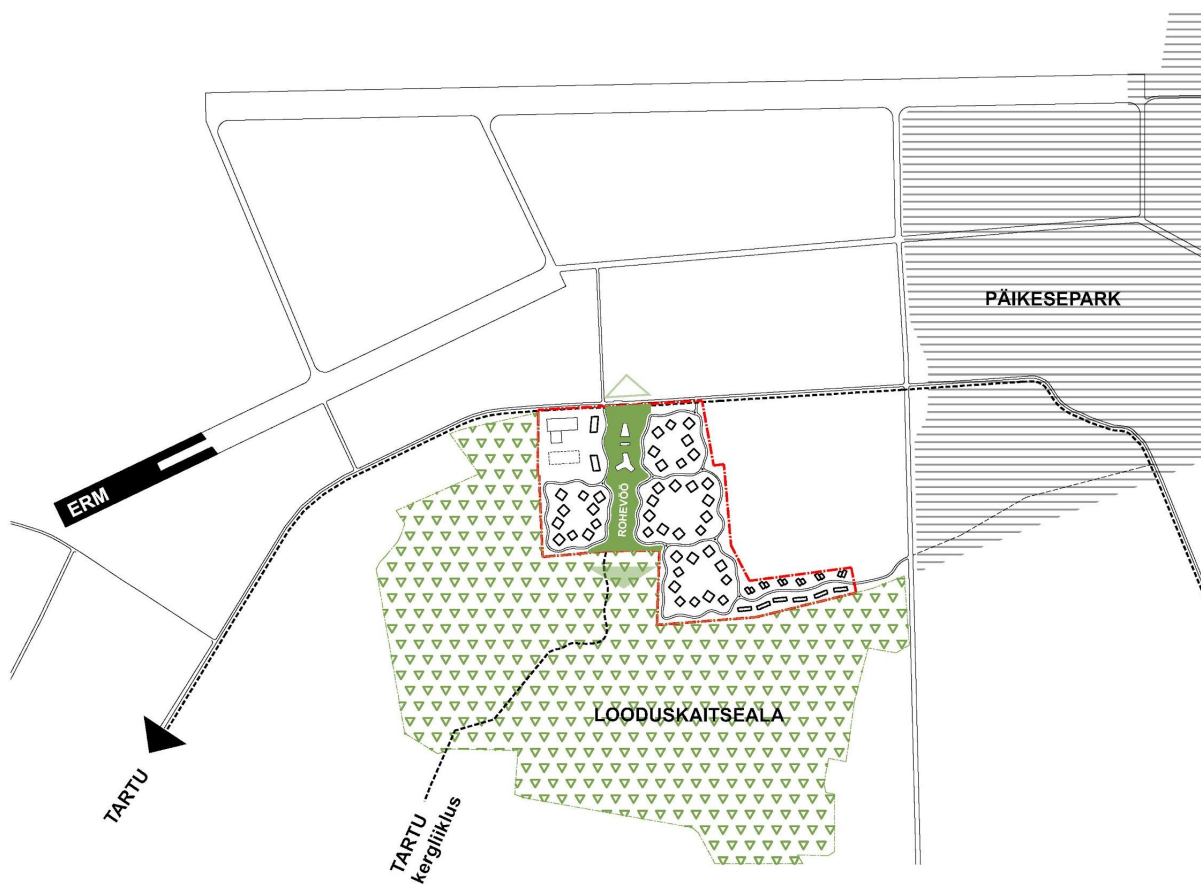 PÄIKESEPARK
ERM
ROHEVÖÖ
LOODUSKAITSEALA
TARTU
TARTU
kergliiklus